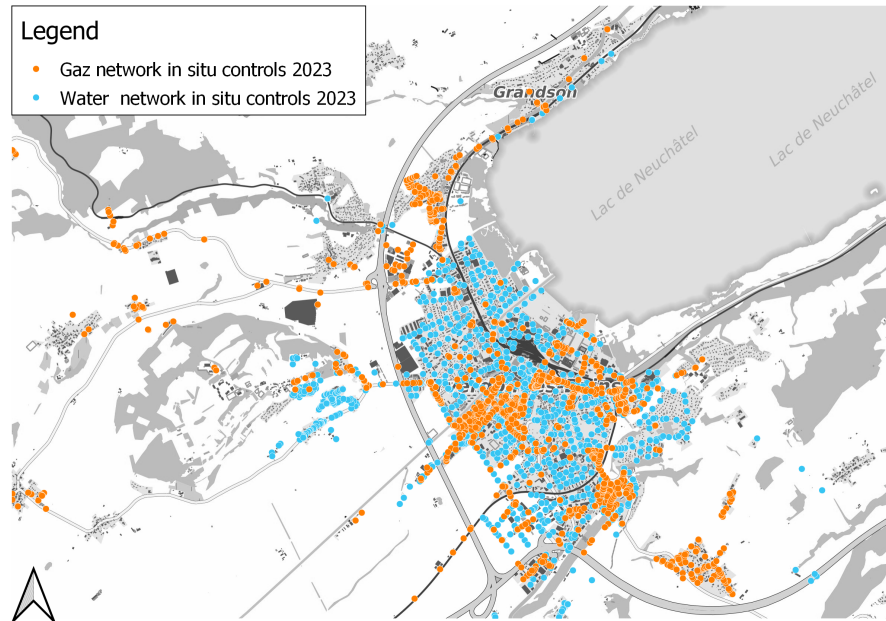 Legend
Gaz network in situ controls 2023
Water network in situ controls 2023
Grandson
Lac de Neuchâtel
Lac de Neuchâtel